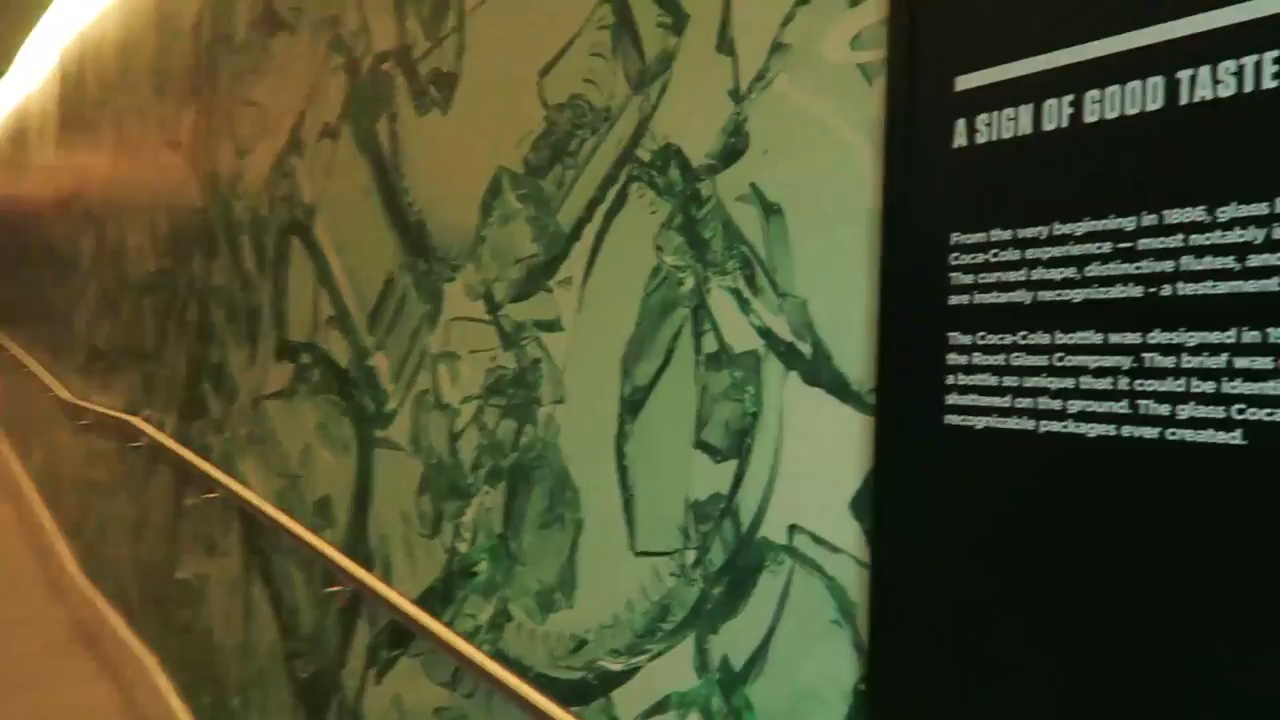 A SIGN OF GOOD TASTE
From the very beginning in 1886, glass
Coca-Cola experience — most notably
The curved shape, distinctive flutes, and
are instantly recognizable - a testament
The Coca-Cola bottle was designed in
the Root Glass Company. The brief was
a bottle so unique that it could be
shattered on the ground. The glass Coca
recognizable packages ever created.